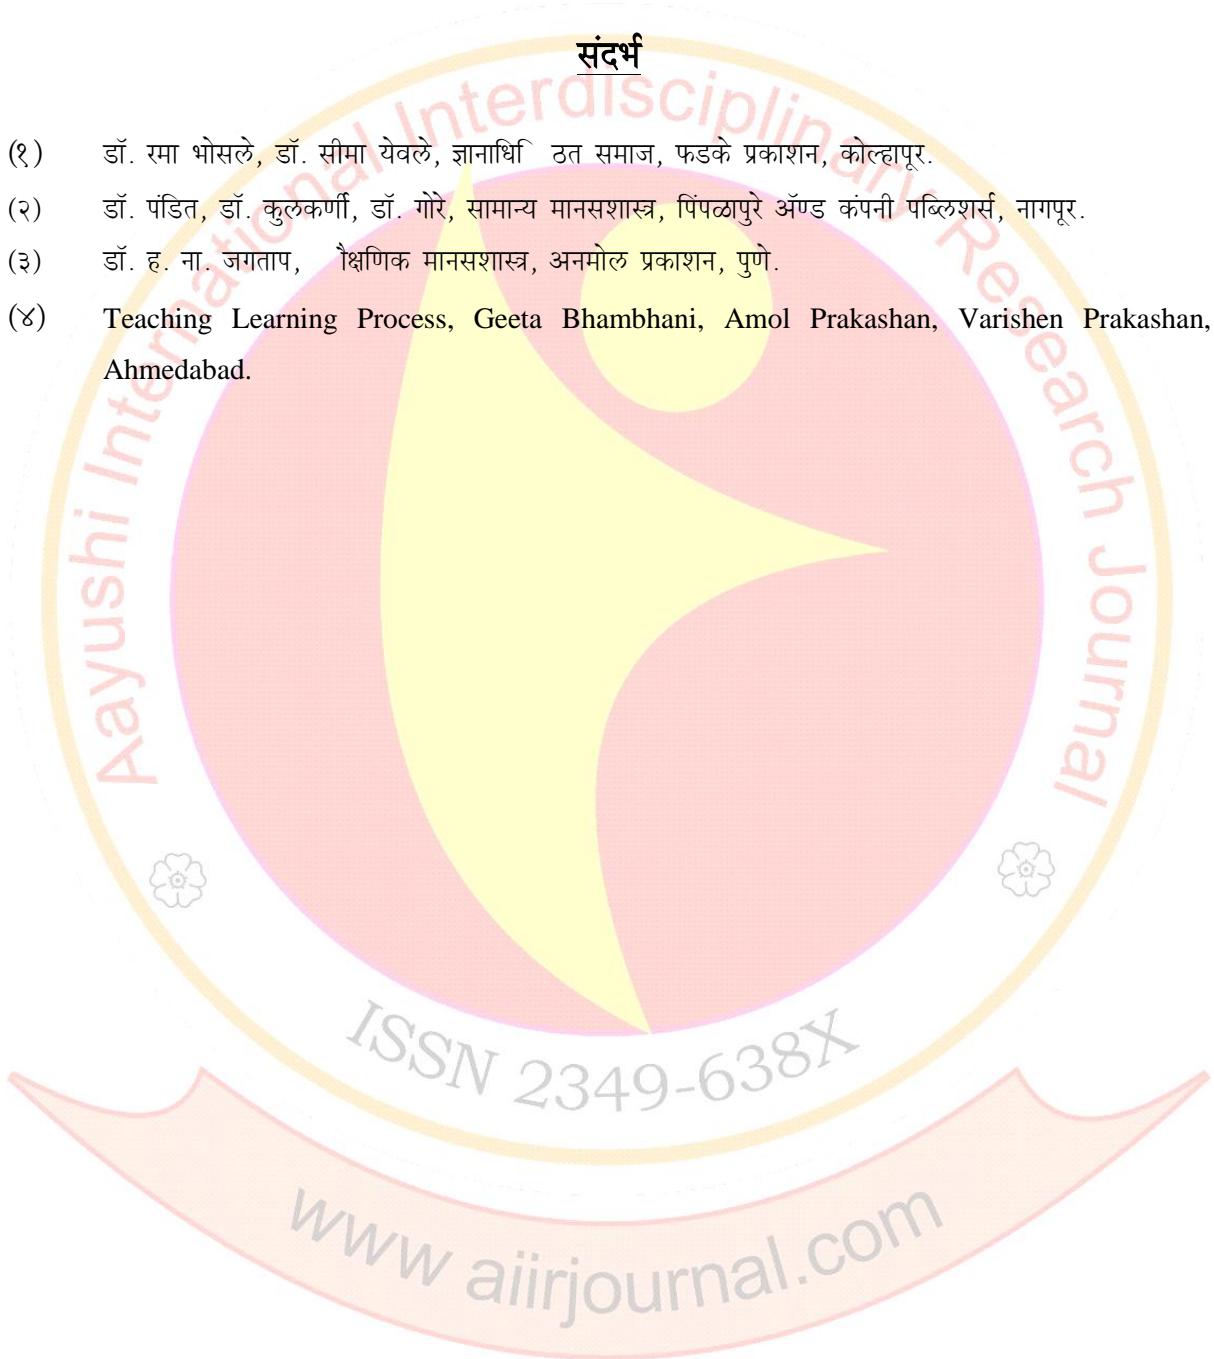 संदर्भ
(१) डॉ. रमा भोसले, डॉ. सीमा येवले, ज्ञानाधि ठत समाज, फडके प्रकाशन, कोल्हापूर.
(२) डॉ. पंडित, डॉ. कुलकर्णी, डॉ. गोरे, सामान्य मानसशास्त्र, पिंपळापुरे ॲण्ड कंपनी पब्लिशर्स, नागपूर.
(३) डॉ. ह. ना. जगताप, ौक्षणिक मानसशास्त्र, अनमोल प्रकाशन, पुणे.
(४) Teaching Learning Process, Geeta Bhambhani, Amol Prakashan, Varishen Prakashan,
Ahmedabad.
Aayushi International Interdisciplinary Research Journal
ISSN 2349-638X
www aiirjournal.com